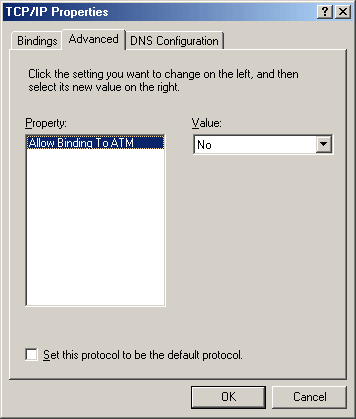 TCP/IP Properties
Bindings Advanced DNS Configuration
Click the setting you want to change on the left, and then
select its new value on the right.
Property: Value:
Allow Binding To ATM No
Set this protocol to be the default protocol.
OK Cancel